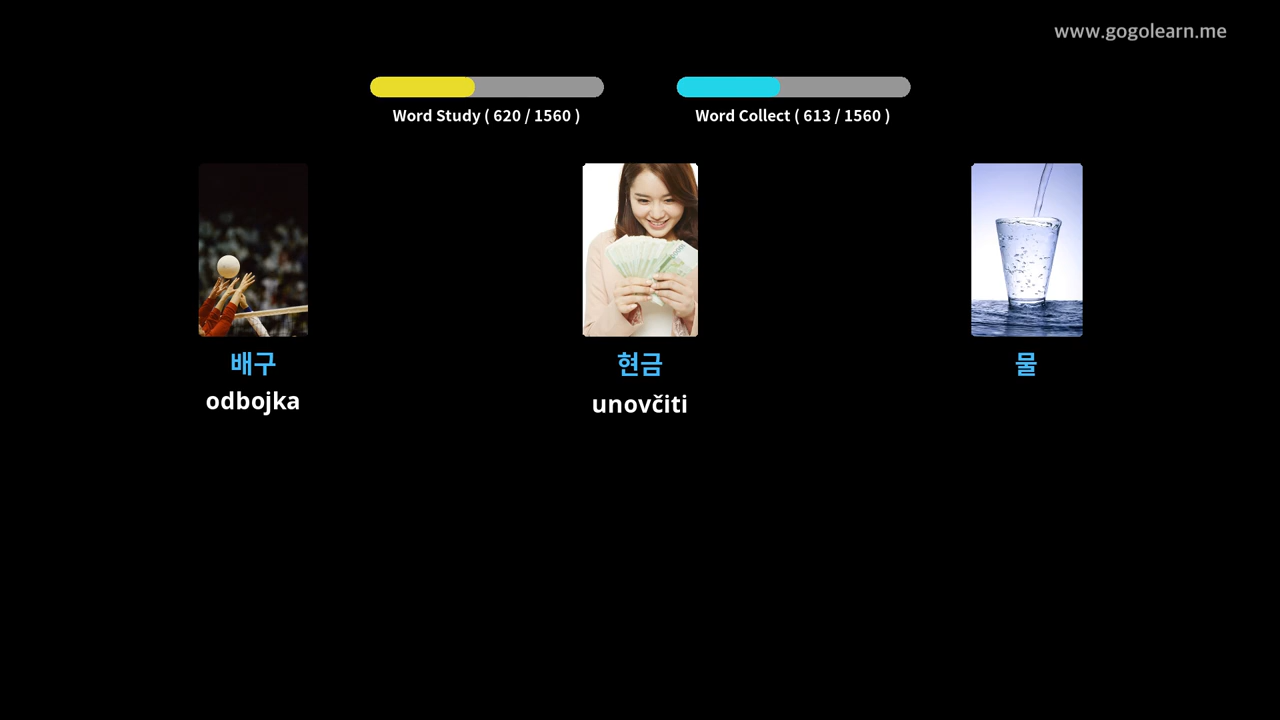 www.gogolearn.me
Word Study ( 620 / 1560 )
Word Collect ( 613 / 1560 )
배구
현금
물
odbojka
unovčiti